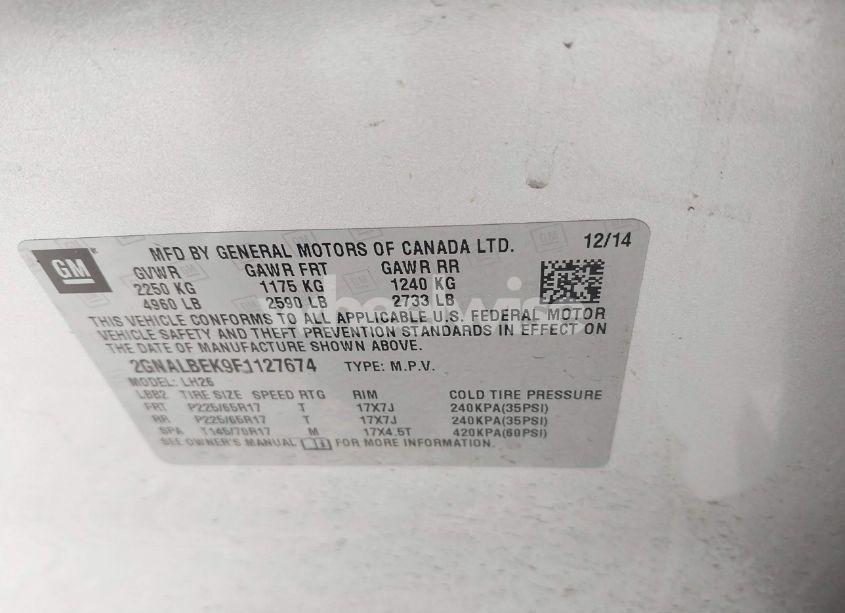 GM
MFD BY GENERAL MOTORS OF CANADA LTD. 12/14
GVWR GAWR FRT GAWR RR
2250 KG 1175 KG 1240 KG
4960 LB 2590 LB 2733 LB
THIS VEHICLE CONFORMS TO ALL APPLICABLE U.S. FEDERAL MOTOR
VEHICLE SAFETY AND THEFT PREVENTION STANDARDS IN EFFECT ON
THE DATE OF MANUFACTURE SHOWN ABOVE.
2GNALBEK9F1127674 TYPE: M.P.V.
MODEL: LH26
LBB2 TIRE SIZE SPEED RTG RIM COLD TIRE PRESSURE
FRT P225/65R17 T 17X7J 240KPA(35PSI)
RR P225/65R17 T 17X7J 240KPA(35PSI)
SPA T145/70R17 M 17X4.5T 420KPA(60PSI)
SEE OWNER'S MANUAL FOR MORE INFORMATION.